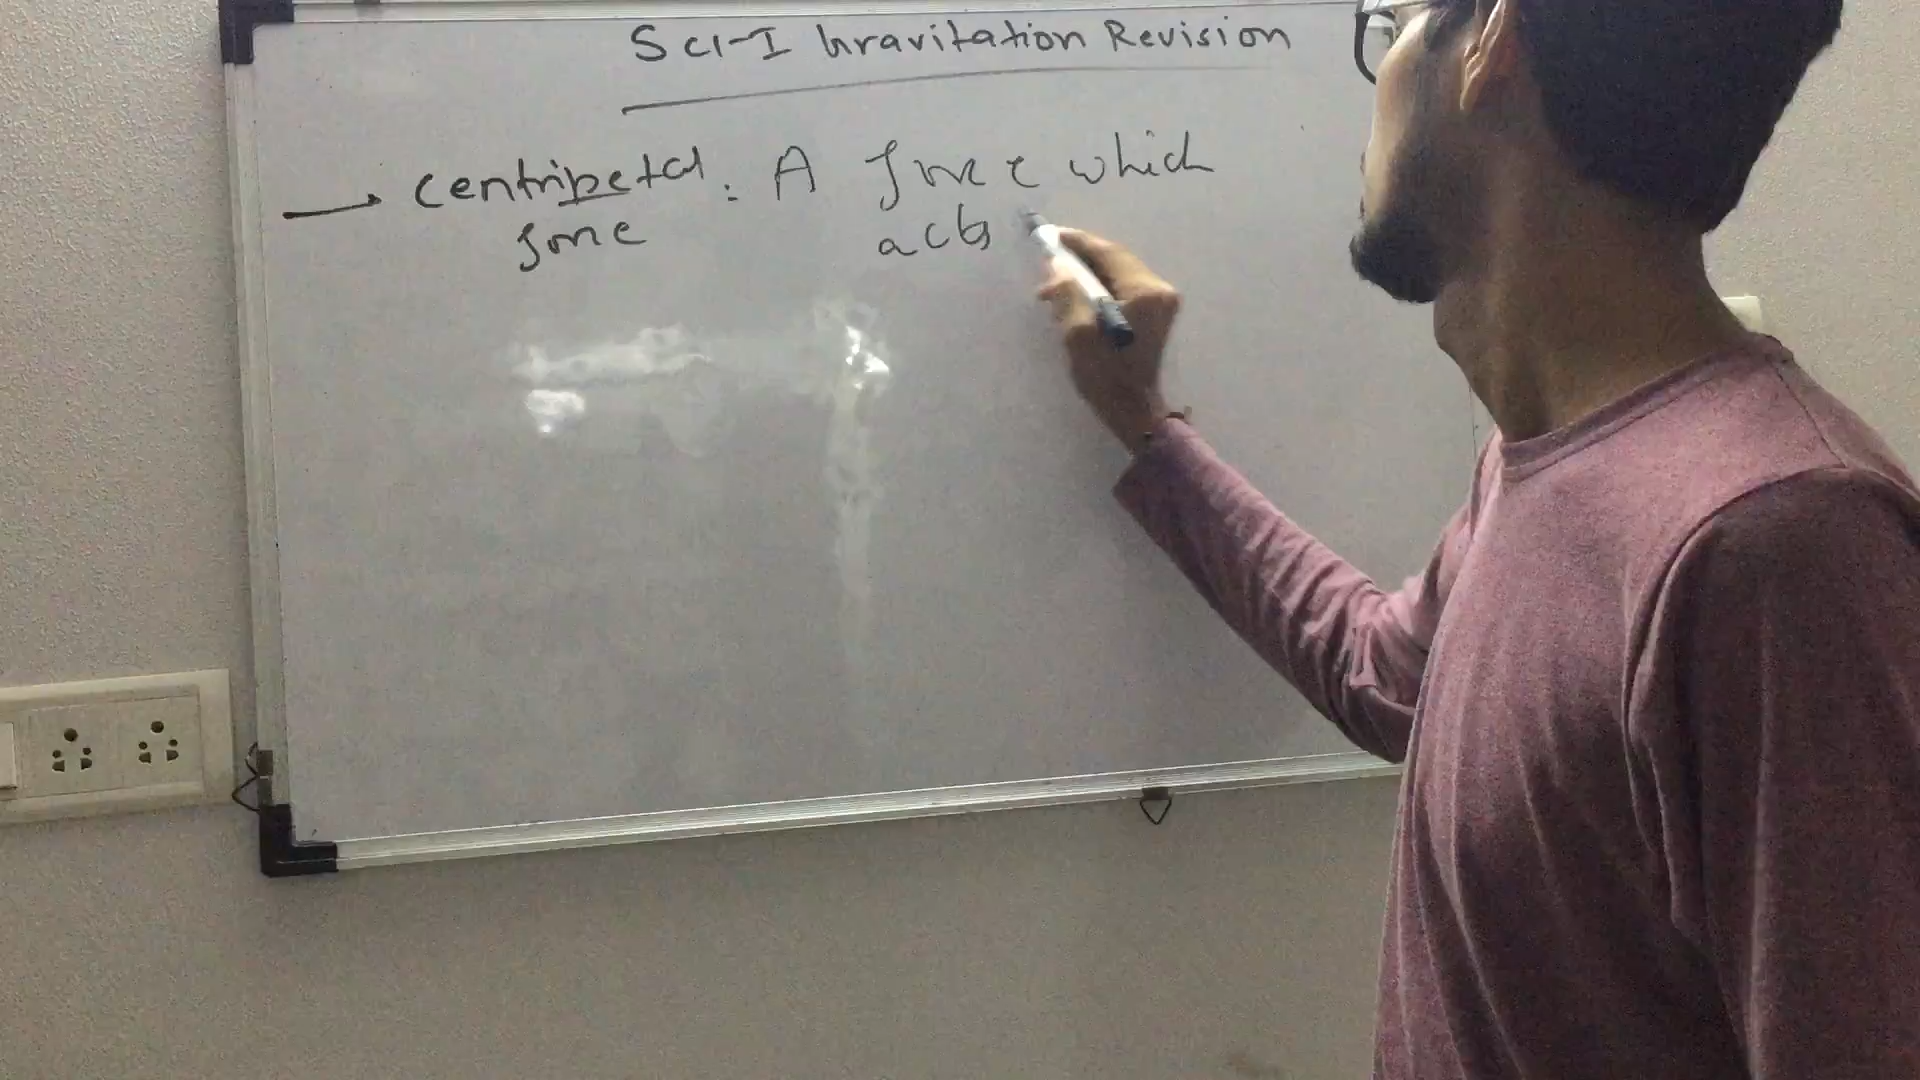 Sci-I Gravitation Revision
→ Centripetal : A force which
force acts